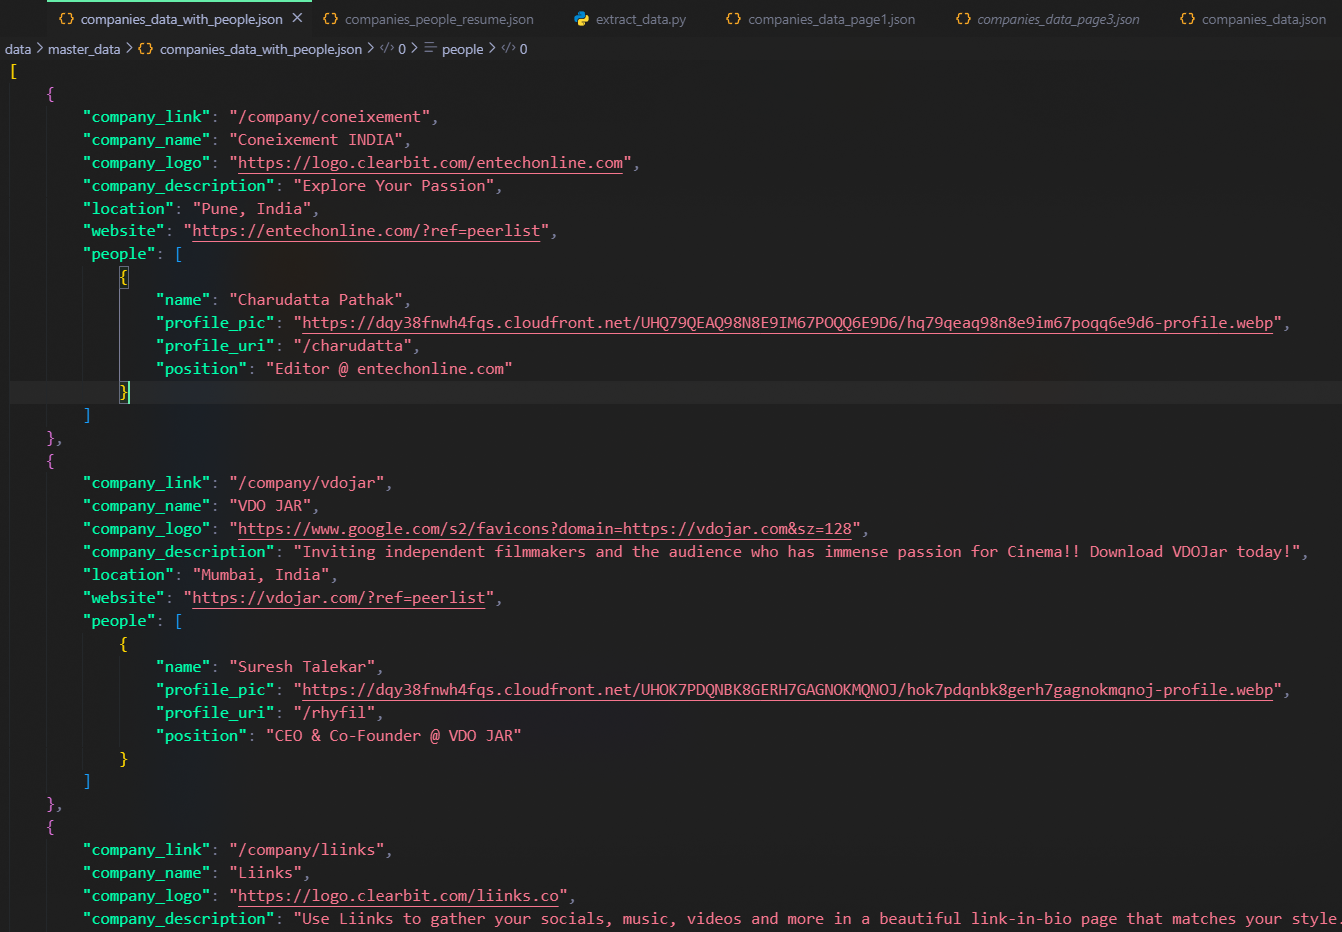 companies_data_with_people.json
companies_people_resume.json
extract_data.py
companies_data_page1.json
companies_data_page3.json
companies_data.json
data > master_data > {} companies_data_with_people.json > </> 0 > people > </> 0
[
{
"company_link": "/company/coneixement",
"company_name": "Coneixement INDIA",
"company_logo": "https://logo.clearbit.com/entechonline.com",
"company_description": "Explore Your Passion",
"location": "Pune, India",
"website": "https://entechonline.com/?ref=peerlist",
"people": [
{
"name": "Charudatta Pathak",
"profile_pic": "https://dqy38fnwh4fqs.cloudfront.net/UHQ79QEAQ98N8E9IM67POQQ6E9D6/hq79qeaq98n8e9im67poqq6e9d6-profile.webp",
"profile_uri": "/charudatta",
"position": "Editor @ entechonline.com"
}
]
},
{
"company_link": "/company/vdojar",
"company_name": "VDO JAR",
"company_logo": "https://www.google.com/s2/favicons?domain=https://vdojar.com&sz=128",
"company_description": "Inviting independent filmmakers and the audience who has immense passion for Cinema!! Download VDOJar today!",
"location": "Mumbai, India",
"website": "https://vdojar.com/?ref=peerlist",
"people": [
{
"name": "Suresh Talekar",
"profile_pic": "https://dqy38fnwh4fqs.cloudfront.net/UHOK7PDQNBK8GERH7GAGNOKMQNOJ/hok7pdqnbk8gerh7gagnokmqnoj-profile.webp",
"profile_uri": "/rhyfil",
"position": "CEO & Co-Founder @ VDO JAR"
}
]
},
{
"company_link": "/company/liinks",
"company_name": "Liinks",
"company_logo": "https://logo.clearbit.com/liinks.co",
"company_description": "Use Liinks to gather your socials, music, videos and more in a beautiful link-in-bio page that matches your style.